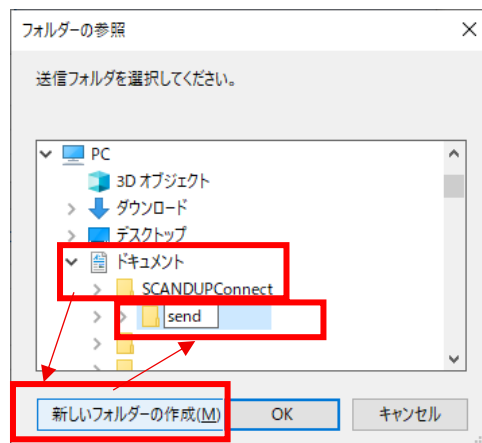 フォルダーの参照
送信フォルダを選択してください。
PC
3D オブジェクト
ダウンロード
デスクトップ
ドキュメント
SCANDUPConnect
send
新しいフォルダーの作成(M) OK キャンセル